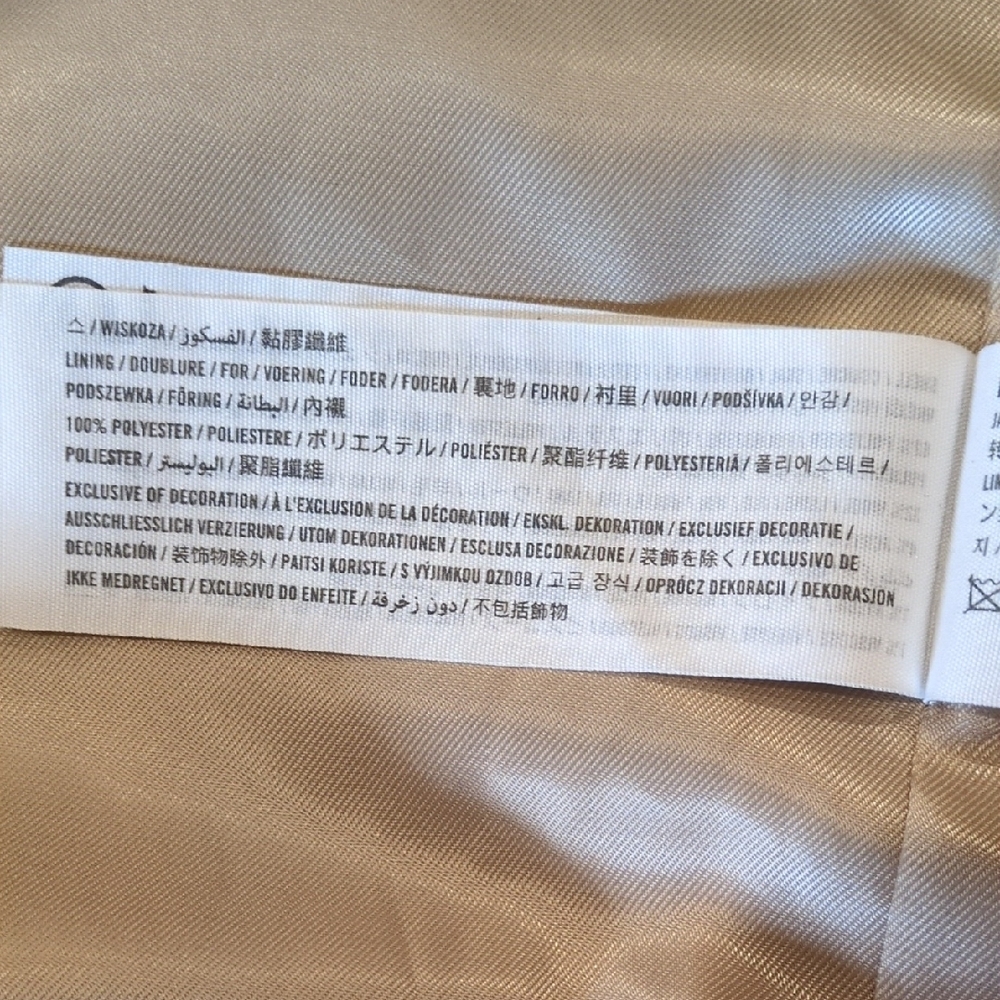 스 / WISKOZA / الفسكوز / 黏膠纖維
LINING / DOUBLURE / FOR / VOERING / FODER / FODERA / 裏地 / FORRO / 衬里 / VUORI / PODŠÍVKA / 안감 /
PODSZEWKA / FÔRING / البطانة / 內襯
100% POLYESTER / POLIESTERE / ポリエステル / POLIÉSTER / 聚酯纤维 / POLYESTERIÄ / 폴리에스테르 /
POLIESTER / البوليستر / 聚脂纖維
EXCLUSIVE OF DECORATION / À L'EXCLUSION DE LA DÉCORATION / EKSKL. DEKORATION / EXCLUSIEF DECORATIE /
AUSSCHLIESSLICH VERZIERUNG / UTOM DEKORATIONEN / ESCLUSA DECORAZIONE / 装飾を除く / EXCLUSIVO DE
DECORACIÓN / 装饰物除外 / PAITSI KORISTE / S VÝJIMKOU OZDOB / 고급 장식 / OPRÓCZ DEKORACJI / DEKORASJON
IKKE MEDREGNET / EXCLUSIVO DO ENFEITE / دون زخرفة / 不包括飾物